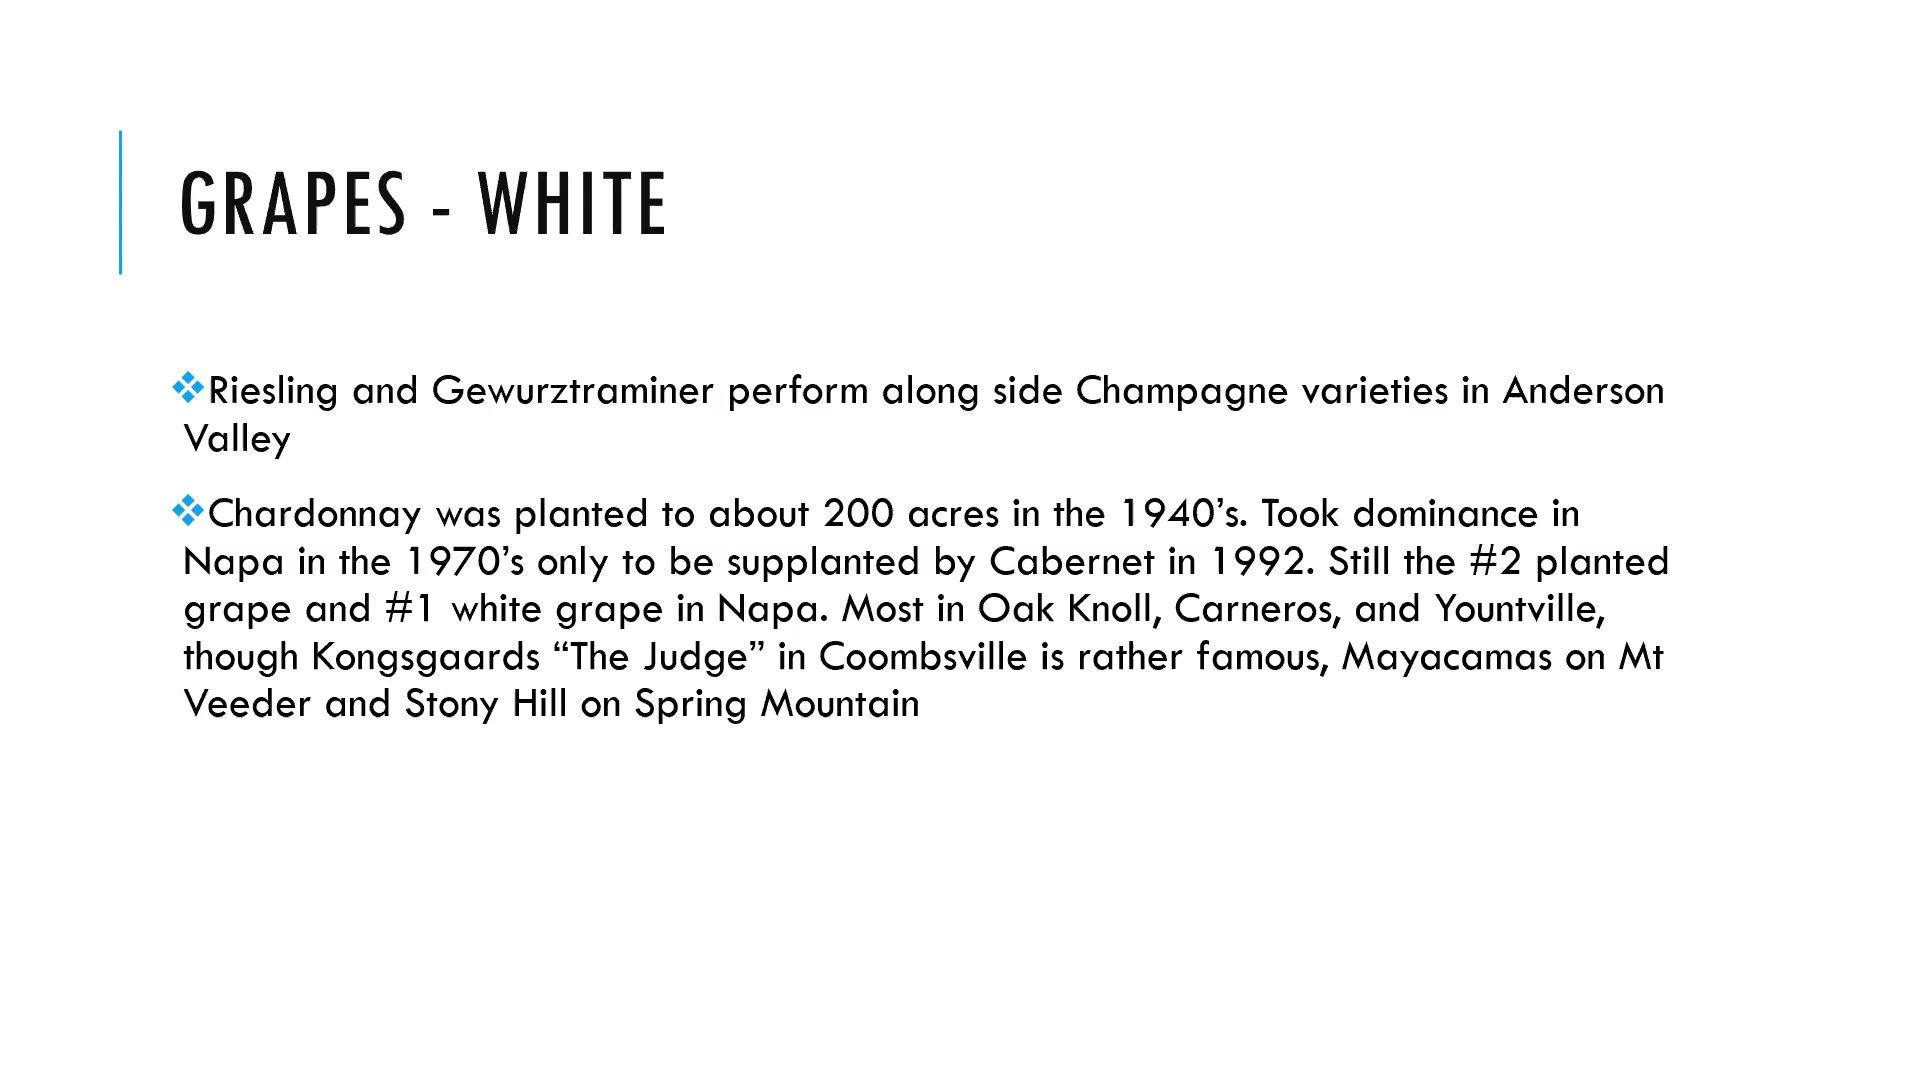 GRAPES - WHITE
❖Riesling and Gewurztraminer perform along side Champagne varieties in Anderson
Valley
❖Chardonnay was planted to about 200 acres in the 1940’s. Took dominance in
Napa in the 1970’s only to be supplanted by Cabernet in 1992. Still the #2 planted
grape and #1 white grape in Napa. Most in Oak Knoll, Carneros, and Yountville,
though Kongsgaards “The Judge” in Coombsville is rather famous, Mayacamas on Mt
Veeder and Stony Hill on Spring Mountain